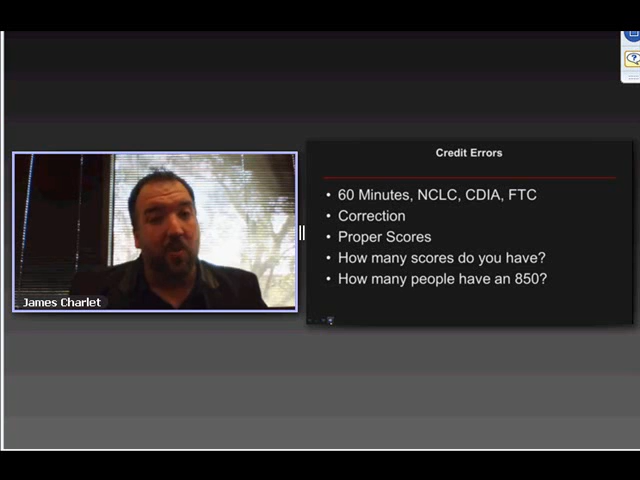 Credit Errors
• 60 Minutes, NCLC, CDIA, FTC
• Correction
• Proper Scores
• How many scores do you have?
• How many people have an 850?
James Charlet